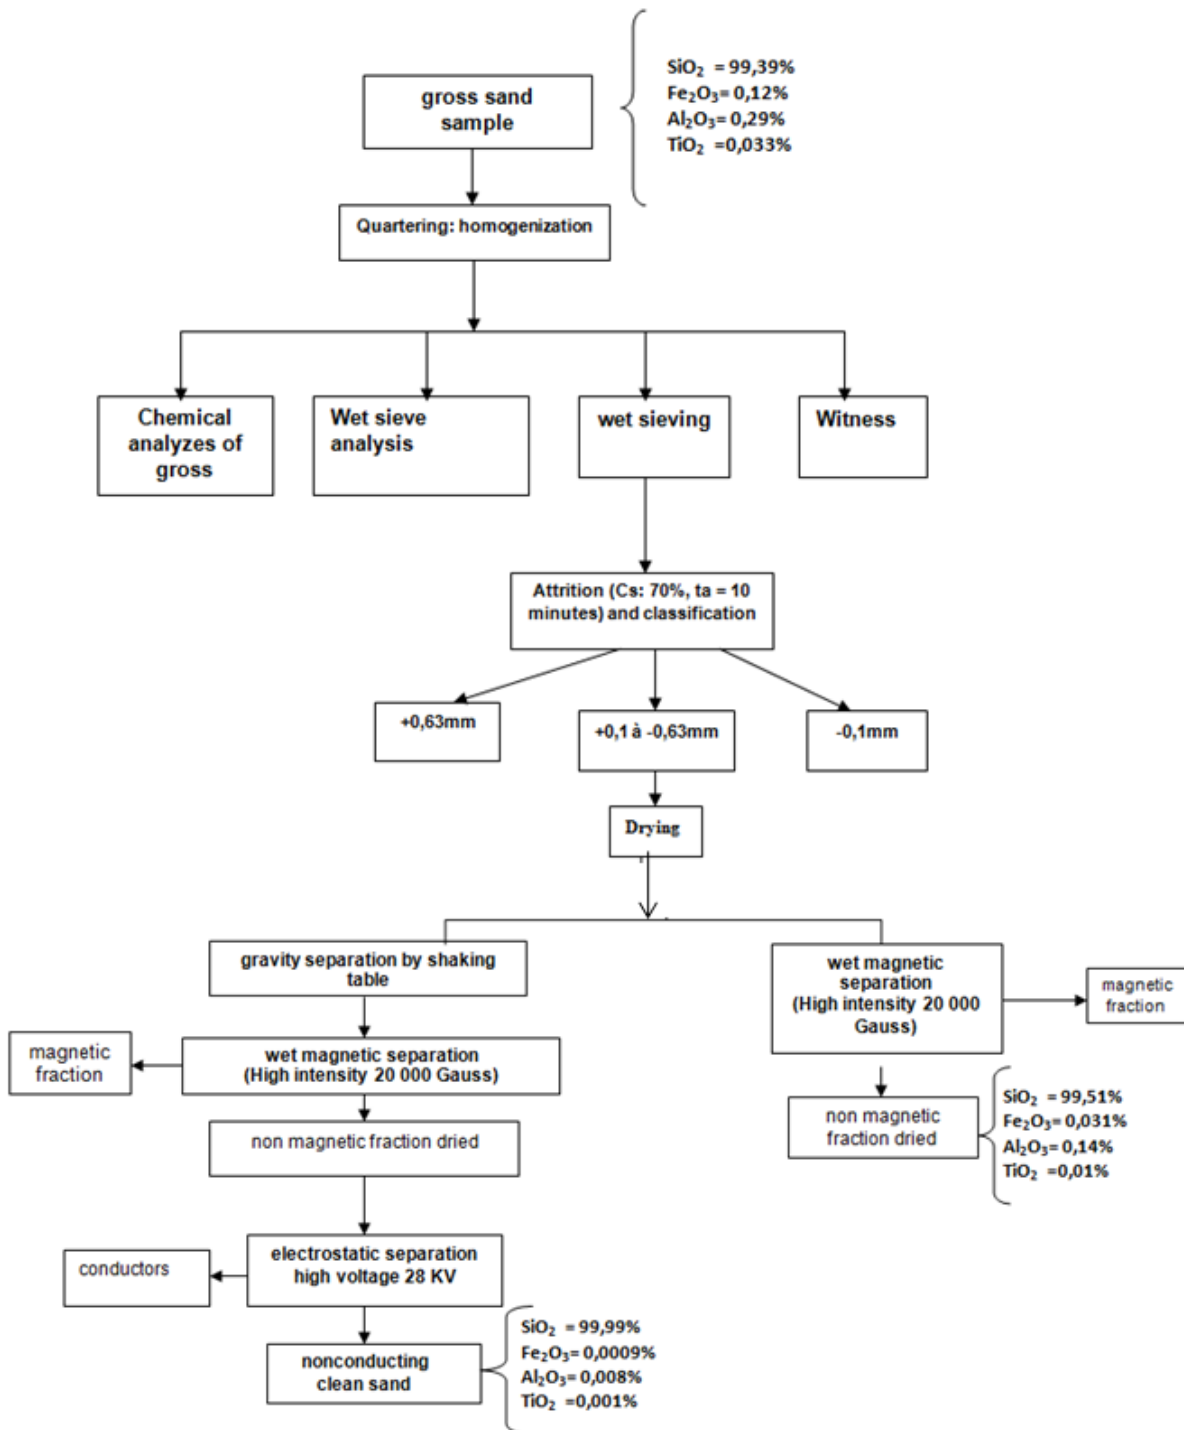 gross sand
sample
SiO₂ = 99,39%
Fe₂O₃= 0,12%
Al₂O₃= 0,29%
TiO₂ =0,033%
Quartering: homogenization
Chemical
analyzes of
gross
Wet sieve
analysis
wet sieving
Witness
Attrition (Cs: 70%, ta = 10
minutes) and classification
+0,63mm
+0,1 à -0,63mm
-0,1mm
Drying
gravity separation by shaking
table
wet magnetic
separation
(High intensity 20 000
Gauss)
magnetic
fraction
magnetic
fraction
wet magnetic separation
(High intensity 20 000 Gauss)
non magnetic
fraction dried
SiO₂ = 99,51%
Fe₂O₃= 0,031%
Al₂O₃= 0,14%
TiO₂ =0,01%
non magnetic fraction dried
conductors
electrostatic separation
high voltage 28 KV
nonconducting
clean sand
SiO₂ = 99,99%
Fe₂O₃= 0,0009%
Al₂O₃= 0,008%
TiO₂ =0,001%